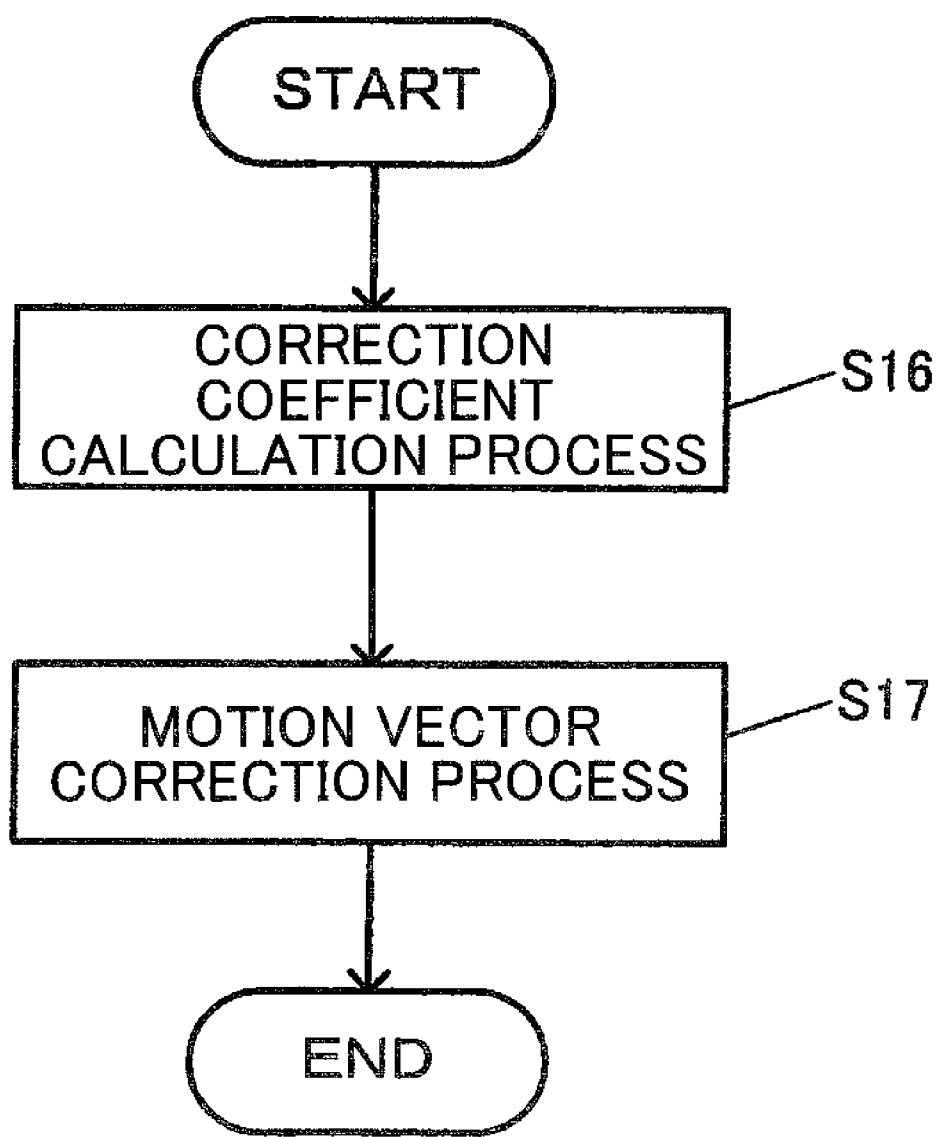 START
CORRECTION
COEFFICIENT
CALCULATION PROCESS
S16
MOTION VECTOR
CORRECTION PROCESS
S17
END